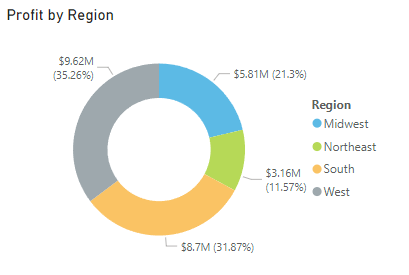 Profit by Region
$9.62M
(35.26%)
$5.81M (21.3%)
Region
Midwest
Northeast
South
West
$3.16M
(11.57%)
$8.7M (31.87%)